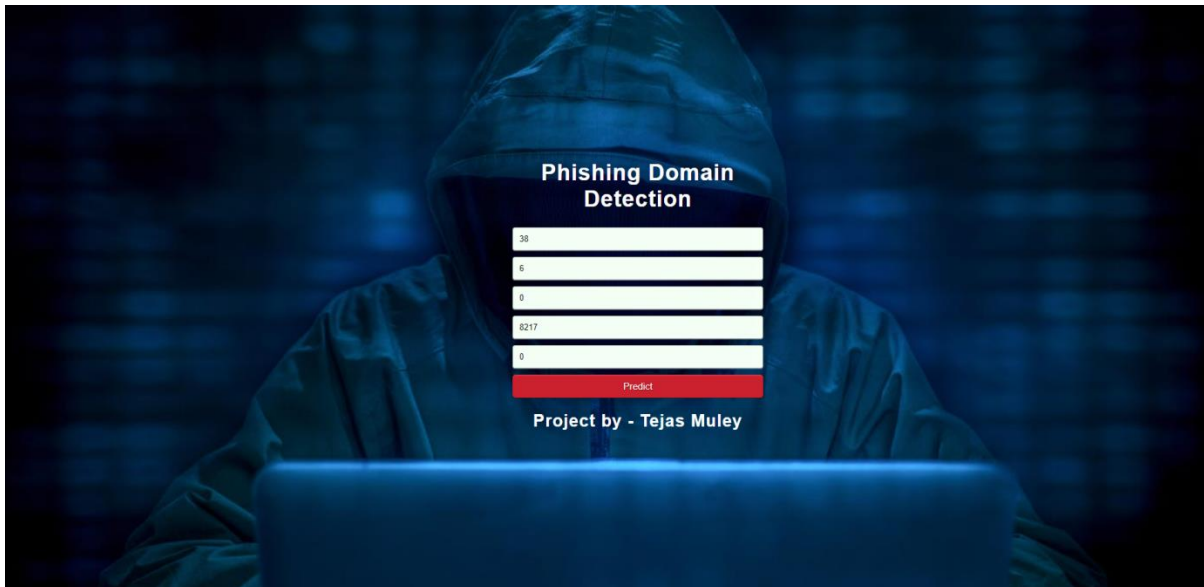 Phishing Domain
Detection
38
6
0
8217
0
Predict
Project by - Tejas Muley